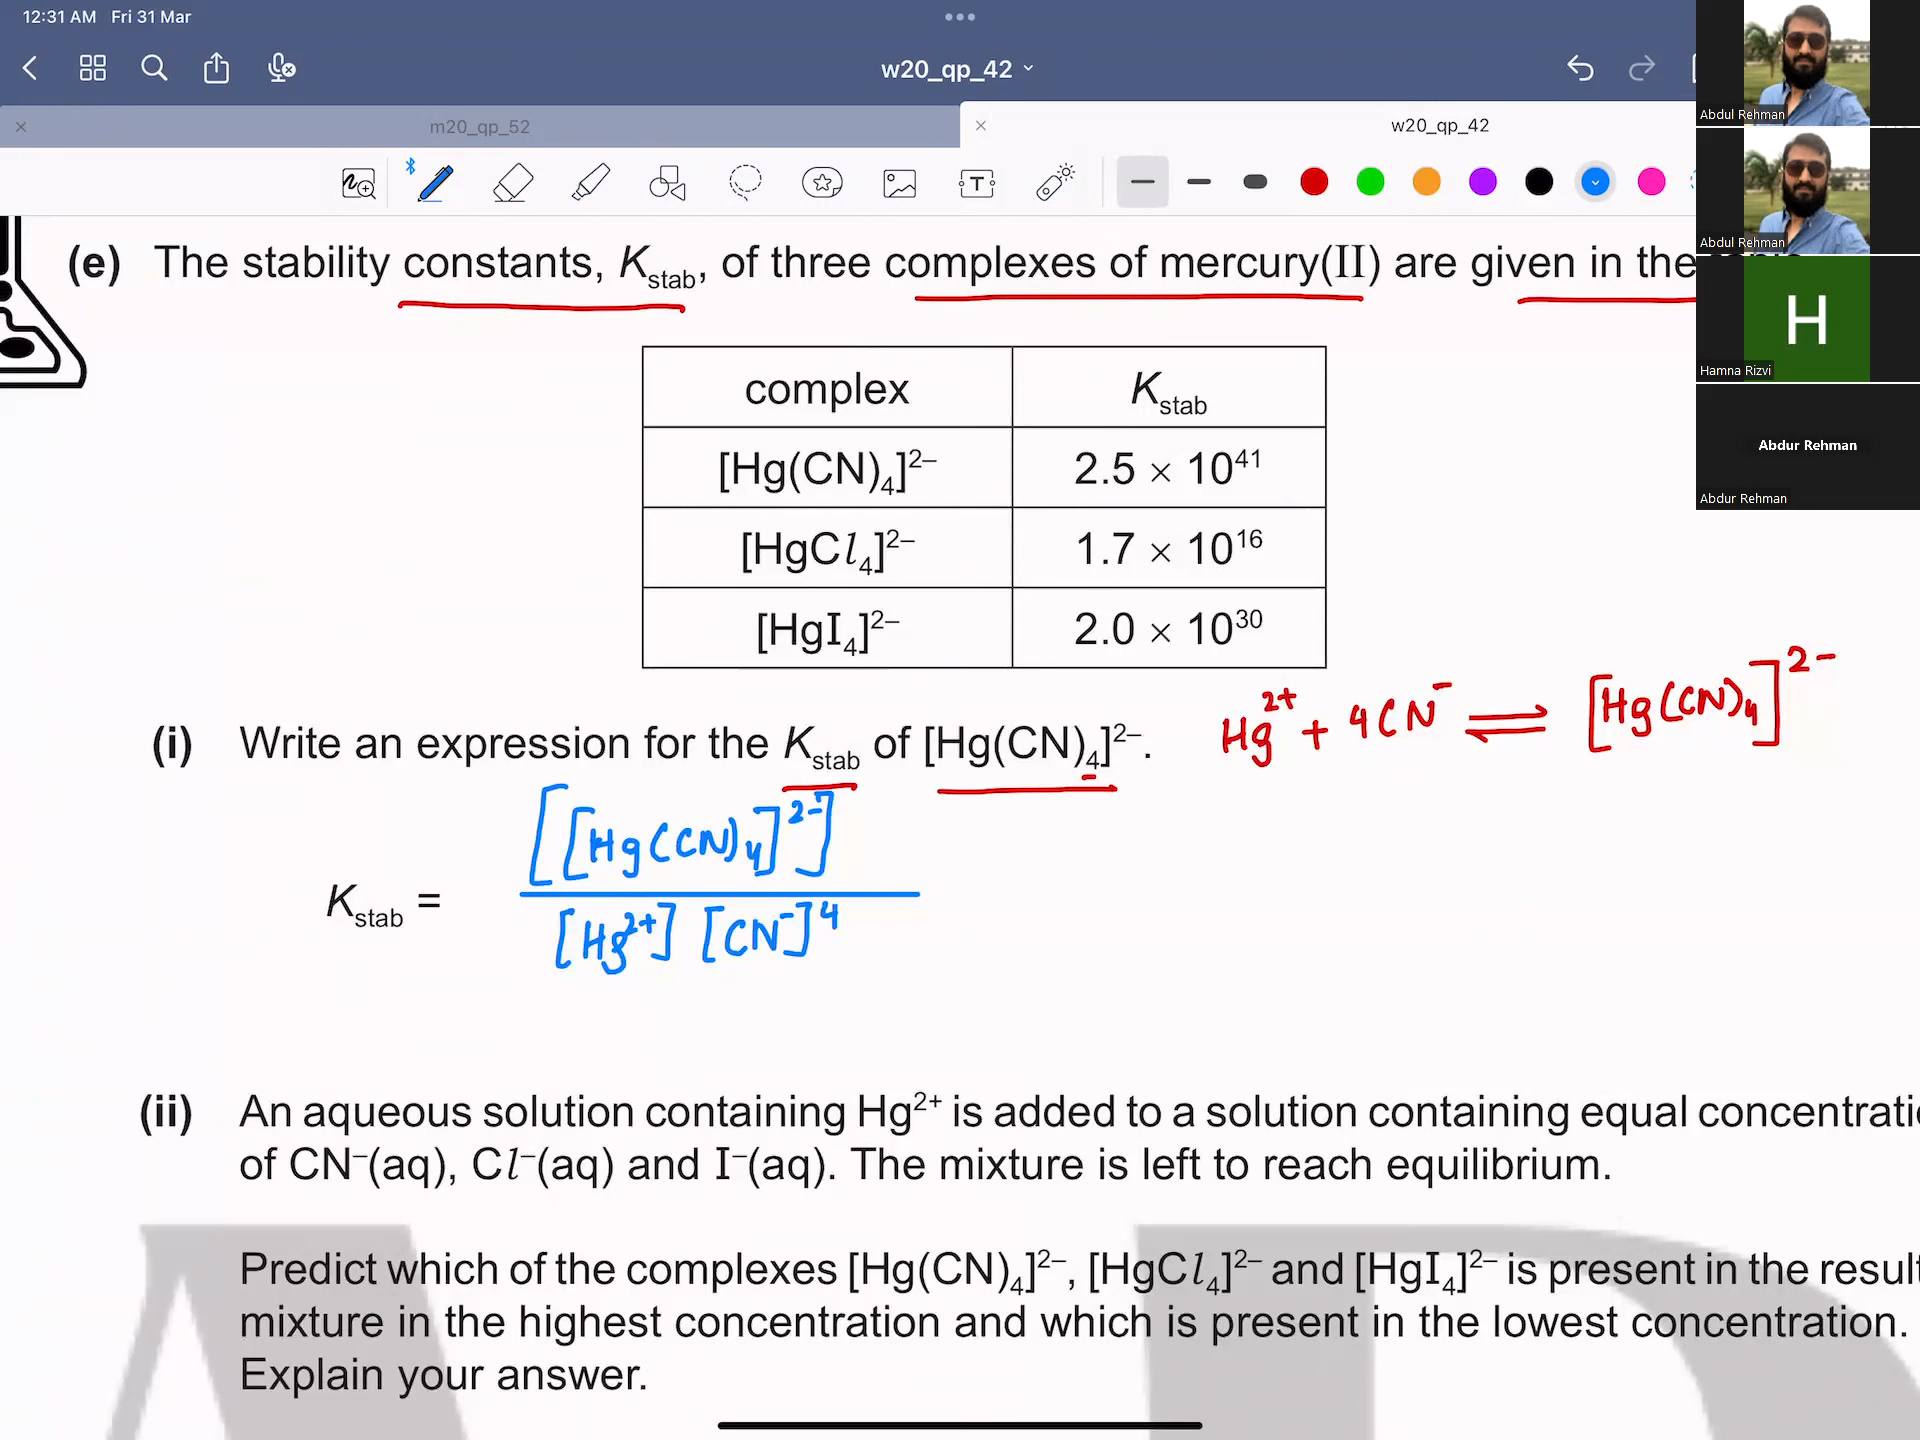 12:31 AM Fri 31 Mar
w20_qp_42
m20_qp_52
w20_qp_42
Abdul Rehman
Abdul Rehman
H
Hamna Rizvi
Abdur Rehman
Abdur Rehman
(e) The stability constants, Kstab, of three complexes of mercury(II) are given in the
complex Kstab
[Hg(CN)₄]²⁻ 2.5 × 10⁴¹
[HgCl₄]²⁻ 1.7 × 10¹⁶
[HgI₄]²⁻ 2.0 × 10³⁰
Hg²⁺ + 4CN⁻ ⇌ [Hg(CN)₄]²⁻
(i) Write an expression for the Kstab of [Hg(CN)₄]²⁻.
[[Hg(CN)₄]²⁻]
Kstab =
[Hg²⁺] [CN⁻]⁴
(ii) An aqueous solution containing Hg²⁺ is added to a solution containing equal concentrati
of CN⁻(aq), Cl⁻(aq) and I⁻(aq). The mixture is left to reach equilibrium.
Predict which of the complexes [Hg(CN)₄]²⁻, [HgCl₄]²⁻ and [HgI₄]²⁻ is present in the result
mixture in the highest concentration and which is present in the lowest concentration.
Explain your answer.